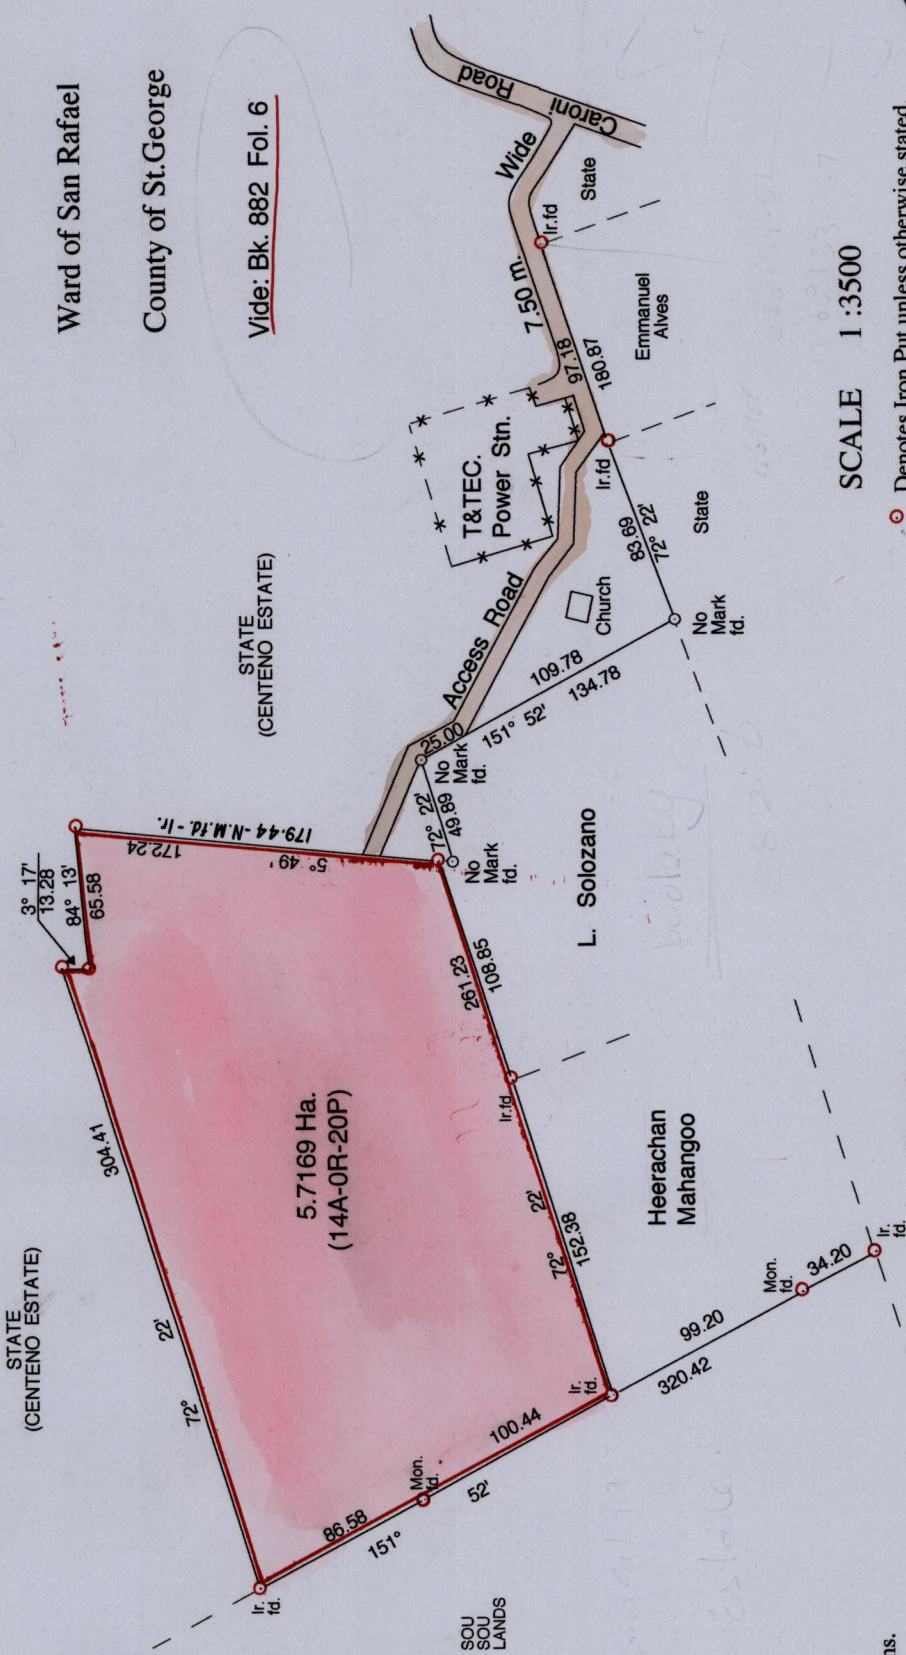 Ward of San Rafael
County of St.George
Vide: Bk. 882 Fol. 6
STATE
(CENTENO ESTATE)
STATE
(CENTENO ESTATE)
3° 17'
13.28
84° 13'
65.58
304.41
72° 22'
172.24
179.44 -N.M.fd.- Ir.
5° 49'
5.7169 Ha.
(14A-0R-20P)
Ir.
fd.
86.58
Mon.
fd.
100.44
151° 52'
Ir.
fd.
SOU
SOU
LANDS
72° 22'
152.38
Ir.fd
261.23
108.85
72° 22'
49.89
No
Mark
fd.
25.00
No
Mark
fd.
109.78
134.78
151° 52'
No
Mark
fd.
83.69
72° 22'
Access Road
7.50 m. Wide
Caroni Road
T&TEC.
Power Stn.
Church
97.18
180.87
Ir.fd
Ir.fd
State
Emmanuel
Alves
State
L. Solozano
Heerachan
Mahangoo
99.20
320.42
Mon.
fd.
34.20
Ir.
fd.
SCALE 1 :3500
Denotes Iron Put unless otherwise stated
ns.